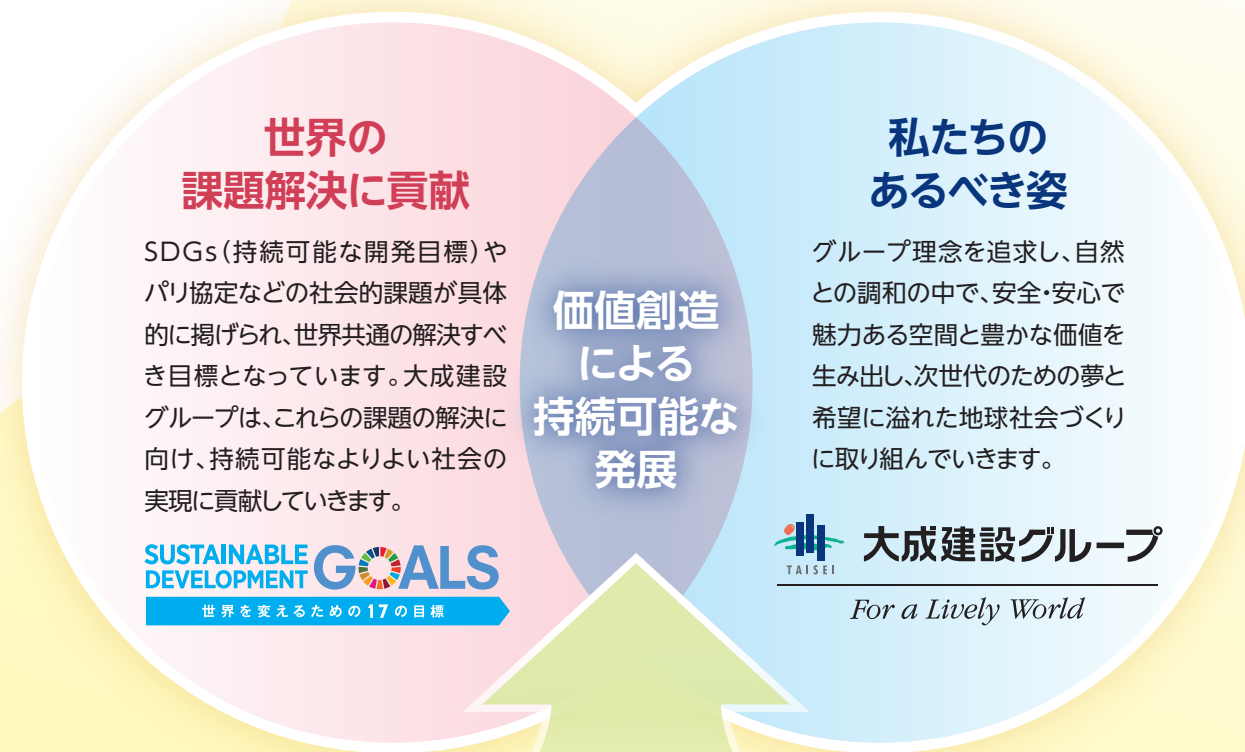 世界の
課題解決に貢献
SDGs(持続可能な開発目標)や
パリ協定などの社会的課題が具体
的に掲げられ、世界共通の解決すべ
き目標となっています。大成建設
グループは、これらの課題の解決に
向け、持続可能なよりよい社会の
実現に貢献していきます。
SUSTAINABLE
DEVELOPMENT GOALS
世界を変えるための17の目標
価値創造
による
持続可能な
発展
私たちの
あるべき姿
グループ理念を追求し、自然
との調和の中で、安全・安心で
魅力ある空間と豊かな価値を
生み出し、次世代のための夢と
希望に溢れた地球社会づくり
に取り組んでいきます。
TAISEI
大成建設グループ
For a Lively World